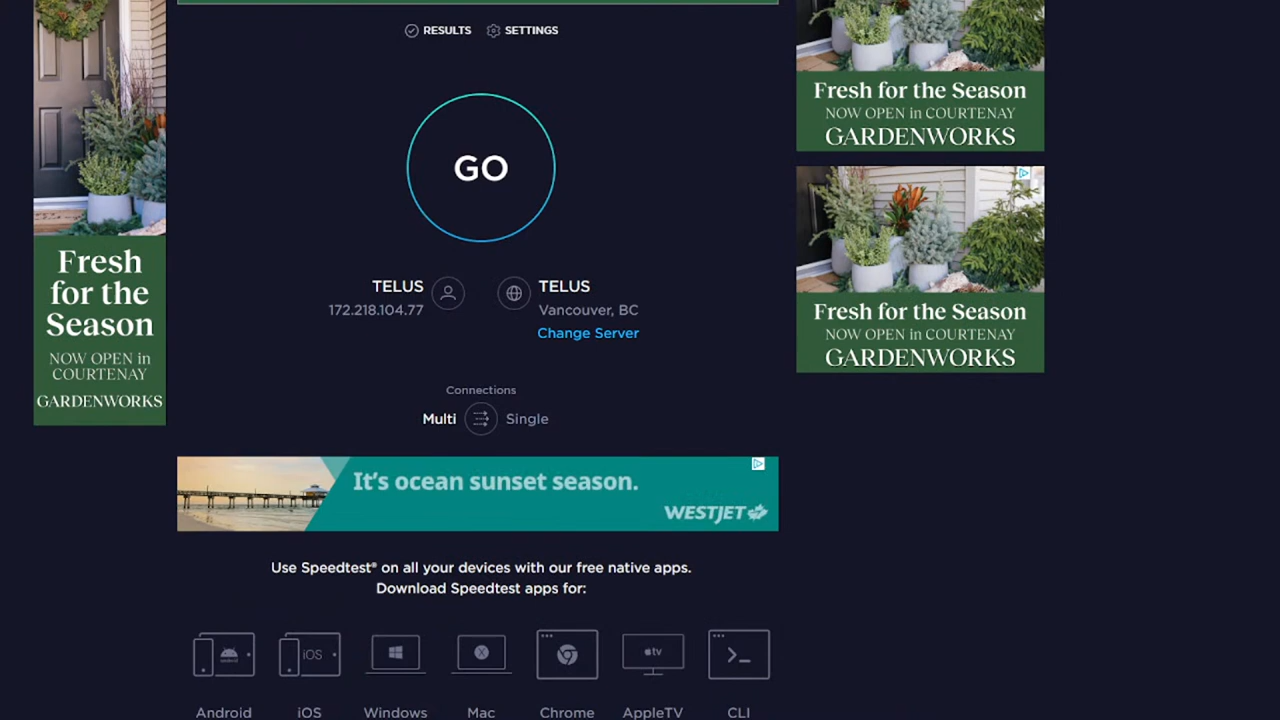 RESULTS
SETTINGS
GO
TELUS
172.218.104.77
TELUS
Vancouver, BC
Change Server
Connections
Multi
Single
Fresh
for the
Season
NOW OPEN in
COURTENAY
GARDENWORKS
Fresh for the Season
NOW OPEN in COURTENAY
GARDENWORKS
Fresh for the Season
NOW OPEN in COURTENAY
GARDENWORKS
It's ocean sunset season.
WESTJET
Use Speedtest® on all your devices with our free native apps.
Download Speedtest apps for:
android
iOS
X
tv
>_
Android
iOS
Windows
Mac
Chrome
AppleTV
CLI